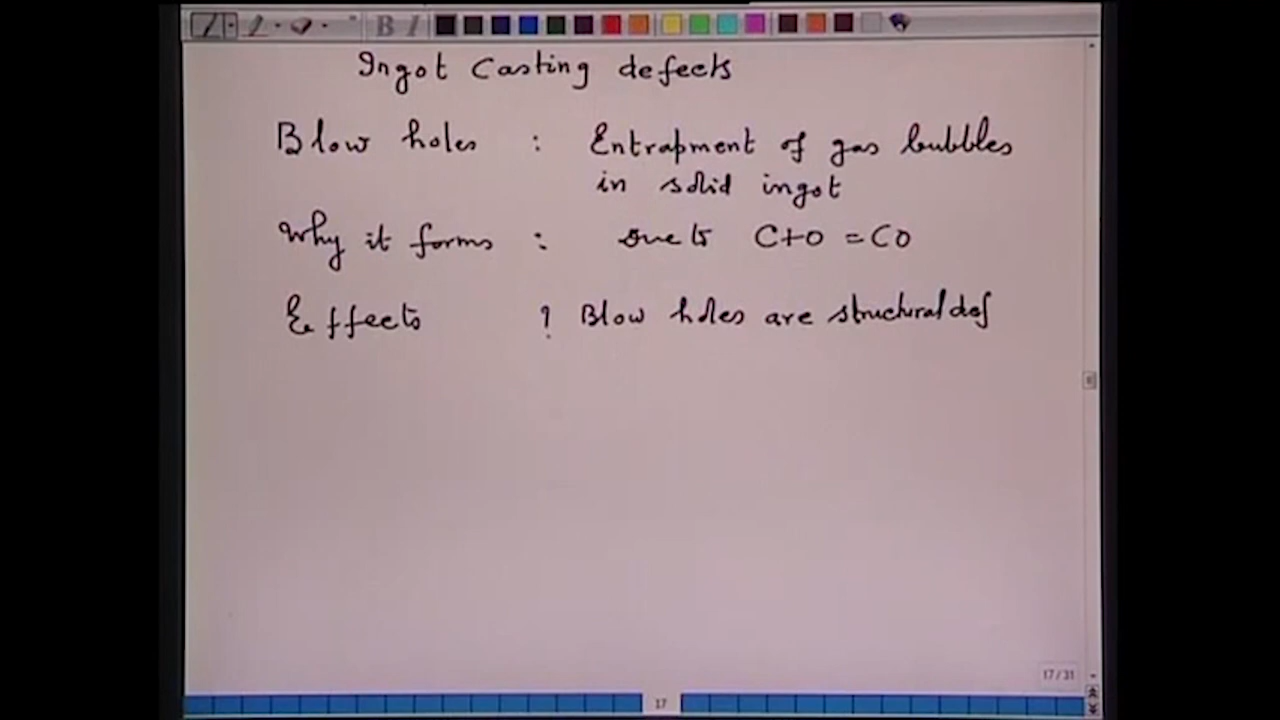 Ingot Casting defects
Blow holes : Entrapment of gas bubbles
in solid ingot
Why it forms : Due to C+O = CO
Effects ? Blow holes are structural def
B I
17/31
17